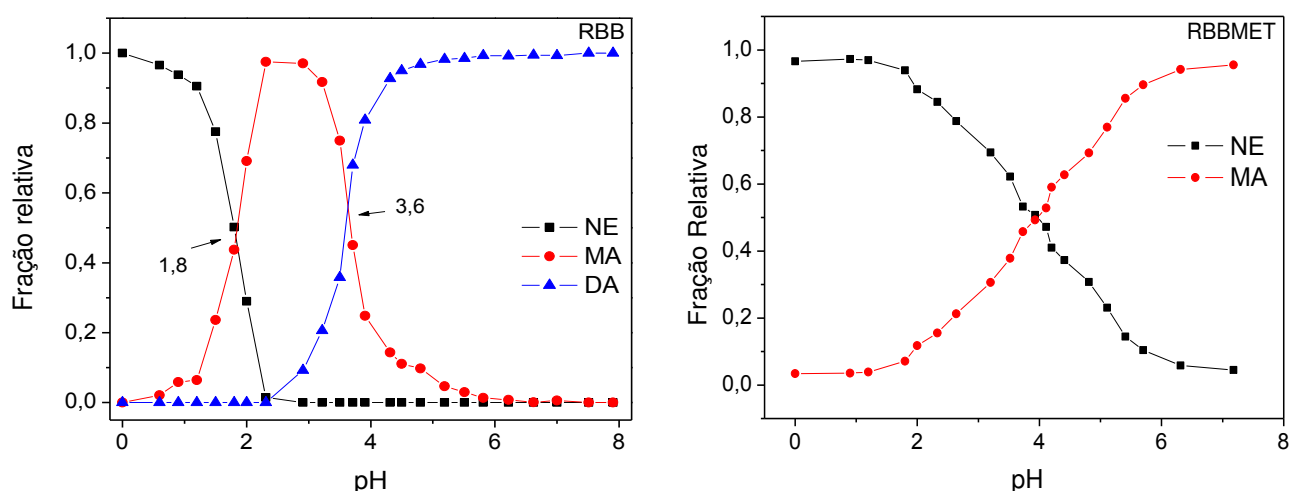 RBB
Fração relativa
1,0
0,8
0,6
0,4
0,2
0,0
1,8
3,6
NE
MA
DA
0
2
4
6
8
pH
RBBMET
Fração Relativa
1,0
0,8
0,6
0,4
0,2
0,0
NE
MA
0
2
4
6
8
pH